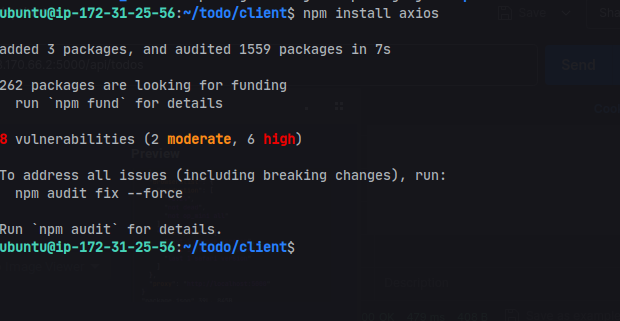 ubuntu@ip-172-31-25-56:~/todo/client$ npm install axios
added 3 packages, and audited 1559 packages in 7s
262 packages are looking for funding
  run `npm fund` for details
8 vulnerabilities (2 moderate, 6 high)
To address all issues (including breaking changes), run:
  npm audit fix --force
Run `npm audit` for details.
ubuntu@ip-172-31-25-56:~/todo/client$
Save
Send
Preview